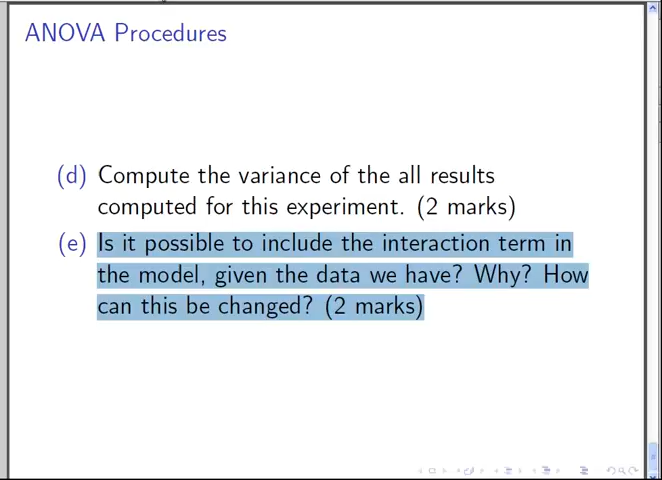 ANOVA Procedures
(d) Compute the variance of the all results
computed for this experiment. (2 marks)
(e) Is it possible to include the interaction term in
the model, given the data we have? Why? How
can this be changed? (2 marks)